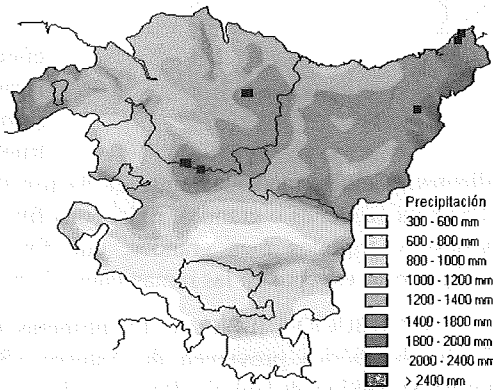 Precipitación
300 - 600 mm
600 - 800 mm
800 - 1000 mm
1000 - 1200 mm
1200 - 1400 mm
1400 - 1800 mm
1800 - 2000 mm
2000 - 2400 mm
> 2400 mm